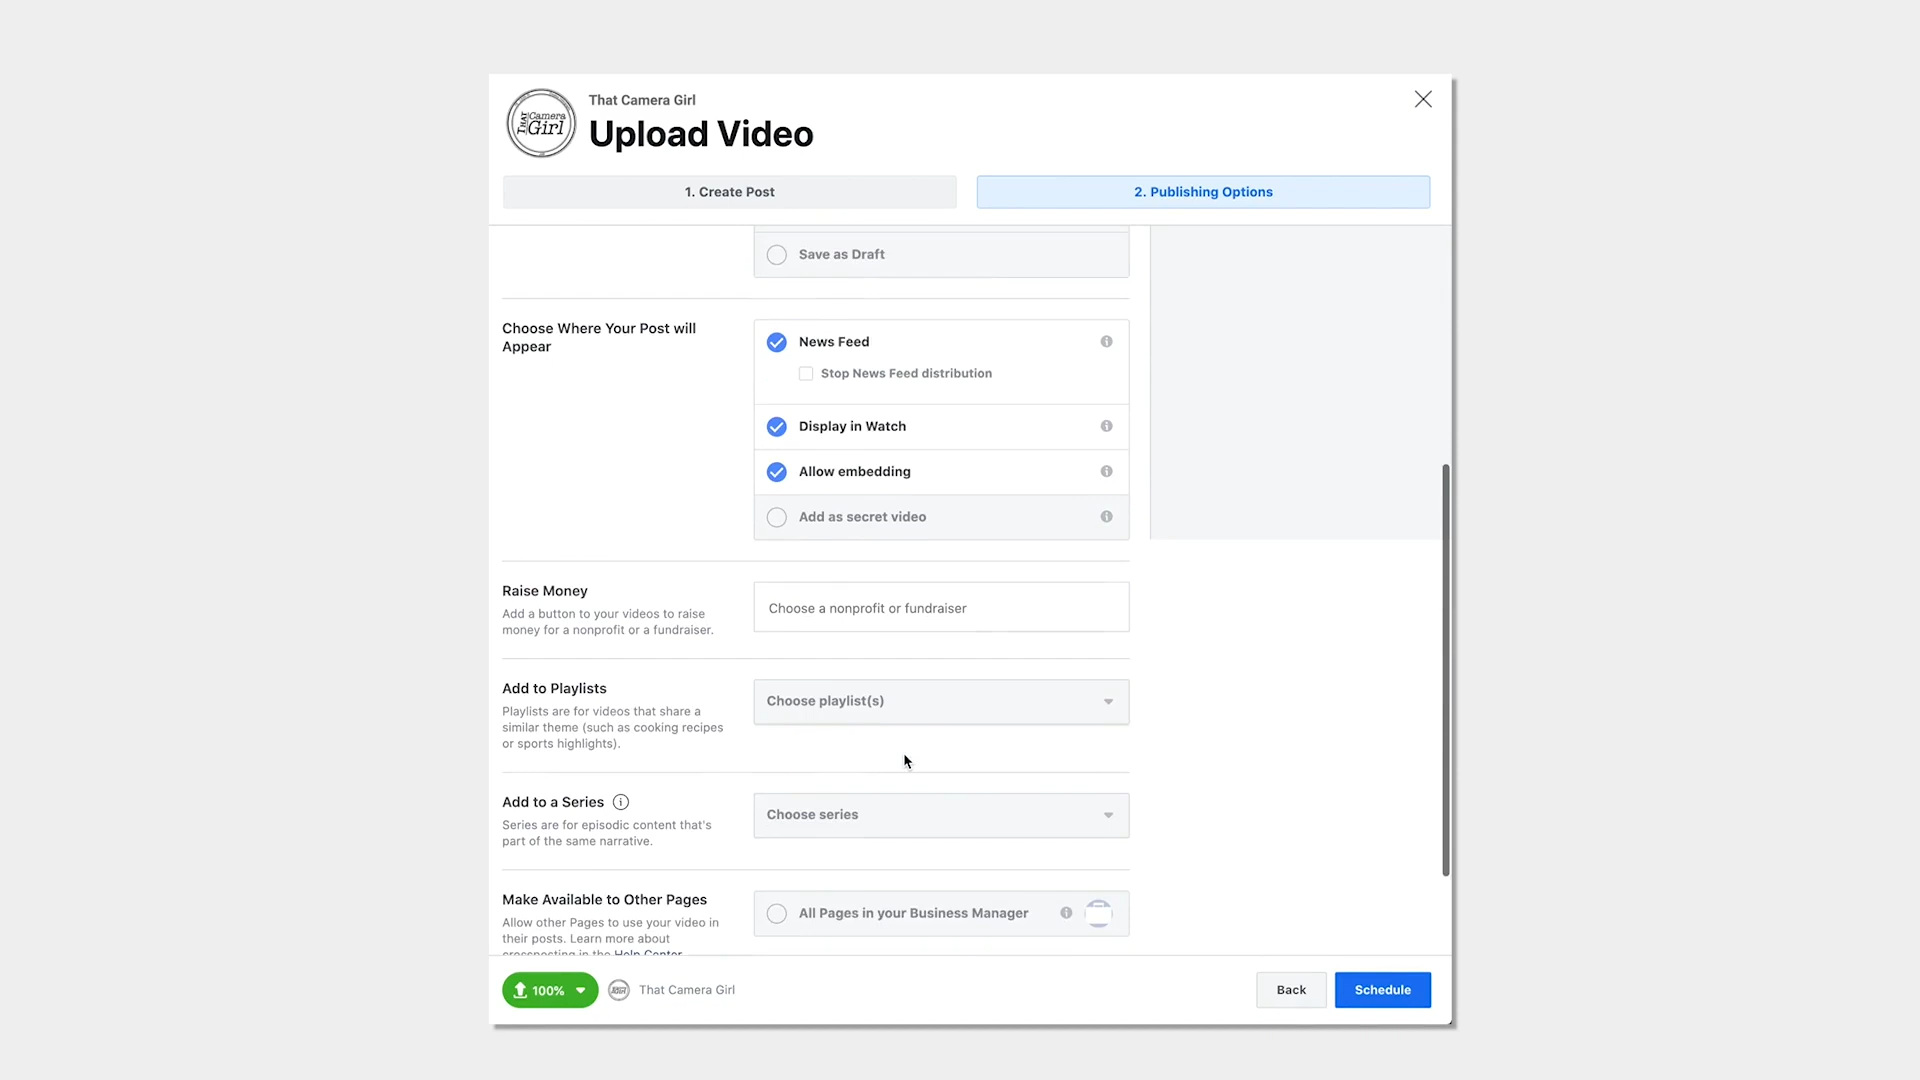 That Camera Girl
THAT Camera Girl
Upload Video
1. Create Post
2. Publishing Options
Save as Draft
Choose Where Your Post will
Appear
News Feed
Stop News Feed distribution
Display in Watch
Allow embedding
Add as secret video
Raise Money
Add a button to your videos to raise
money for a nonprofit or a fundraiser.
Choose a nonprofit or fundraiser
Add to Playlists
Playlists are for videos that share a
similar theme (such as cooking recipes
or sports highlights).
Choose playlist(s)
Add to a Series
Series are for episodic content that's
part of the same narrative.
Choose series
Make Available to Other Pages
Allow other Pages to use your video in
their posts. Learn more about
crossposting in the Help Center
All Pages in your Business Manager
100%
That Camera Girl
Back
Schedule